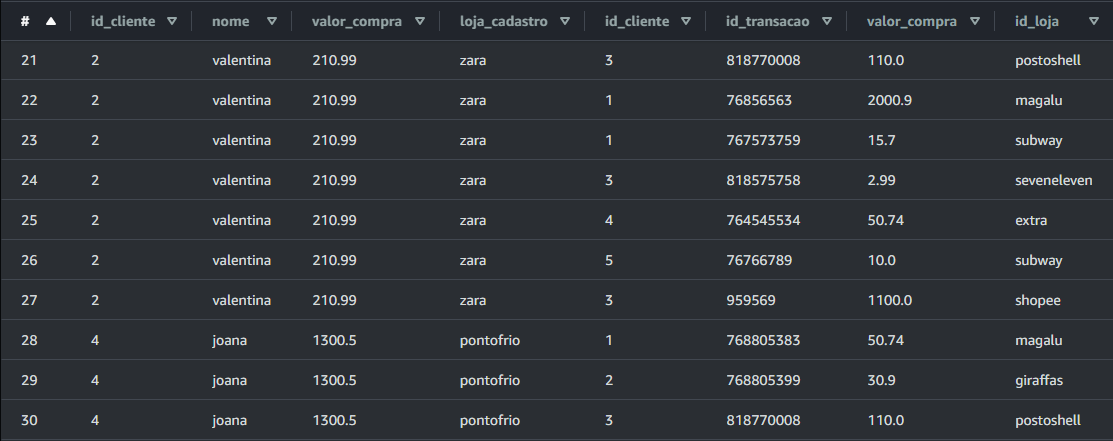 # id_cliente nome valor_compra loja_cadastro id_cliente id_transacao valor_compra id_loja
21 2 valentina 210.99 zara 3 818770008 110.0 postoshell
22 2 valentina 210.99 zara 1 76856563 2000.9 magalu
23 2 valentina 210.99 zara 1 767573759 15.7 subway
24 2 valentina 210.99 zara 3 818575758 2.99 seveneleven
25 2 valentina 210.99 zara 4 764545534 50.74 extra
26 2 valentina 210.99 zara 5 76766789 10.0 subway
27 2 valentina 210.99 zara 3 959569 1100.0 shopee
28 4 joana 1300.5 pontofrio 1 768805383 50.74 magalu
29 4 joana 1300.5 pontofrio 2 768805399 30.9 giraffas
30 4 joana 1300.5 pontofrio 3 818770008 110.0 postoshell